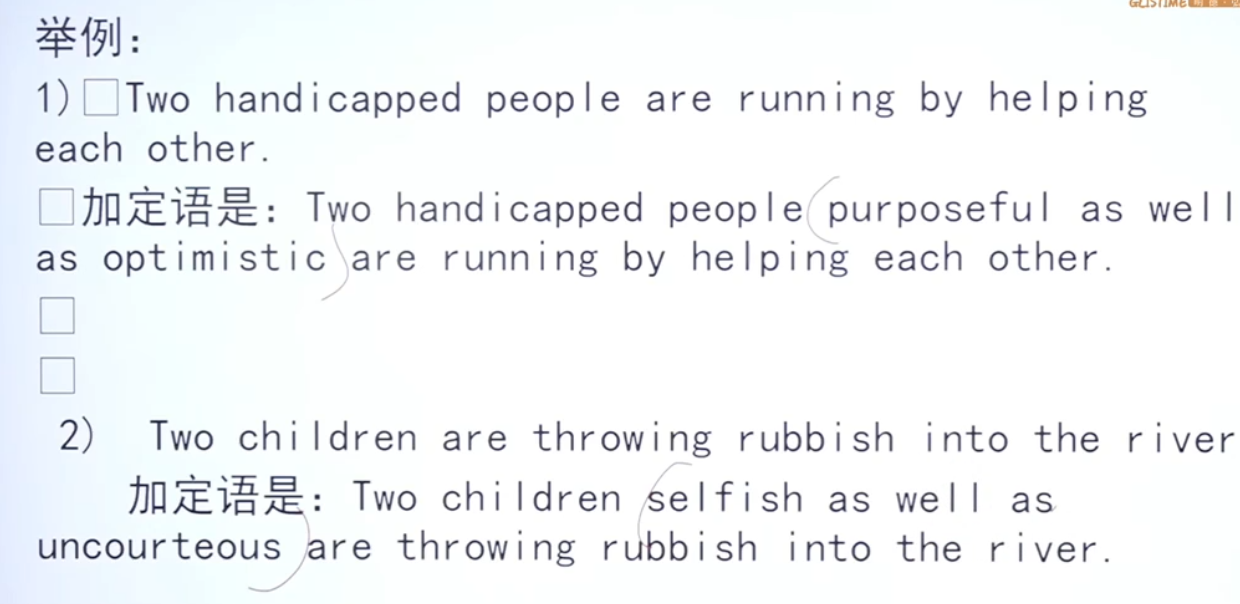 举例：
1)□Two handicapped people are running by helping
each other.
□加定语是：Two handicapped people purposeful as well
as optimistic are running by helping each other.
□
□
2) Two children are throwing rubbish into the river
加定语是：Two children selfish as well as
uncourteous are throwing rubbish into the river.